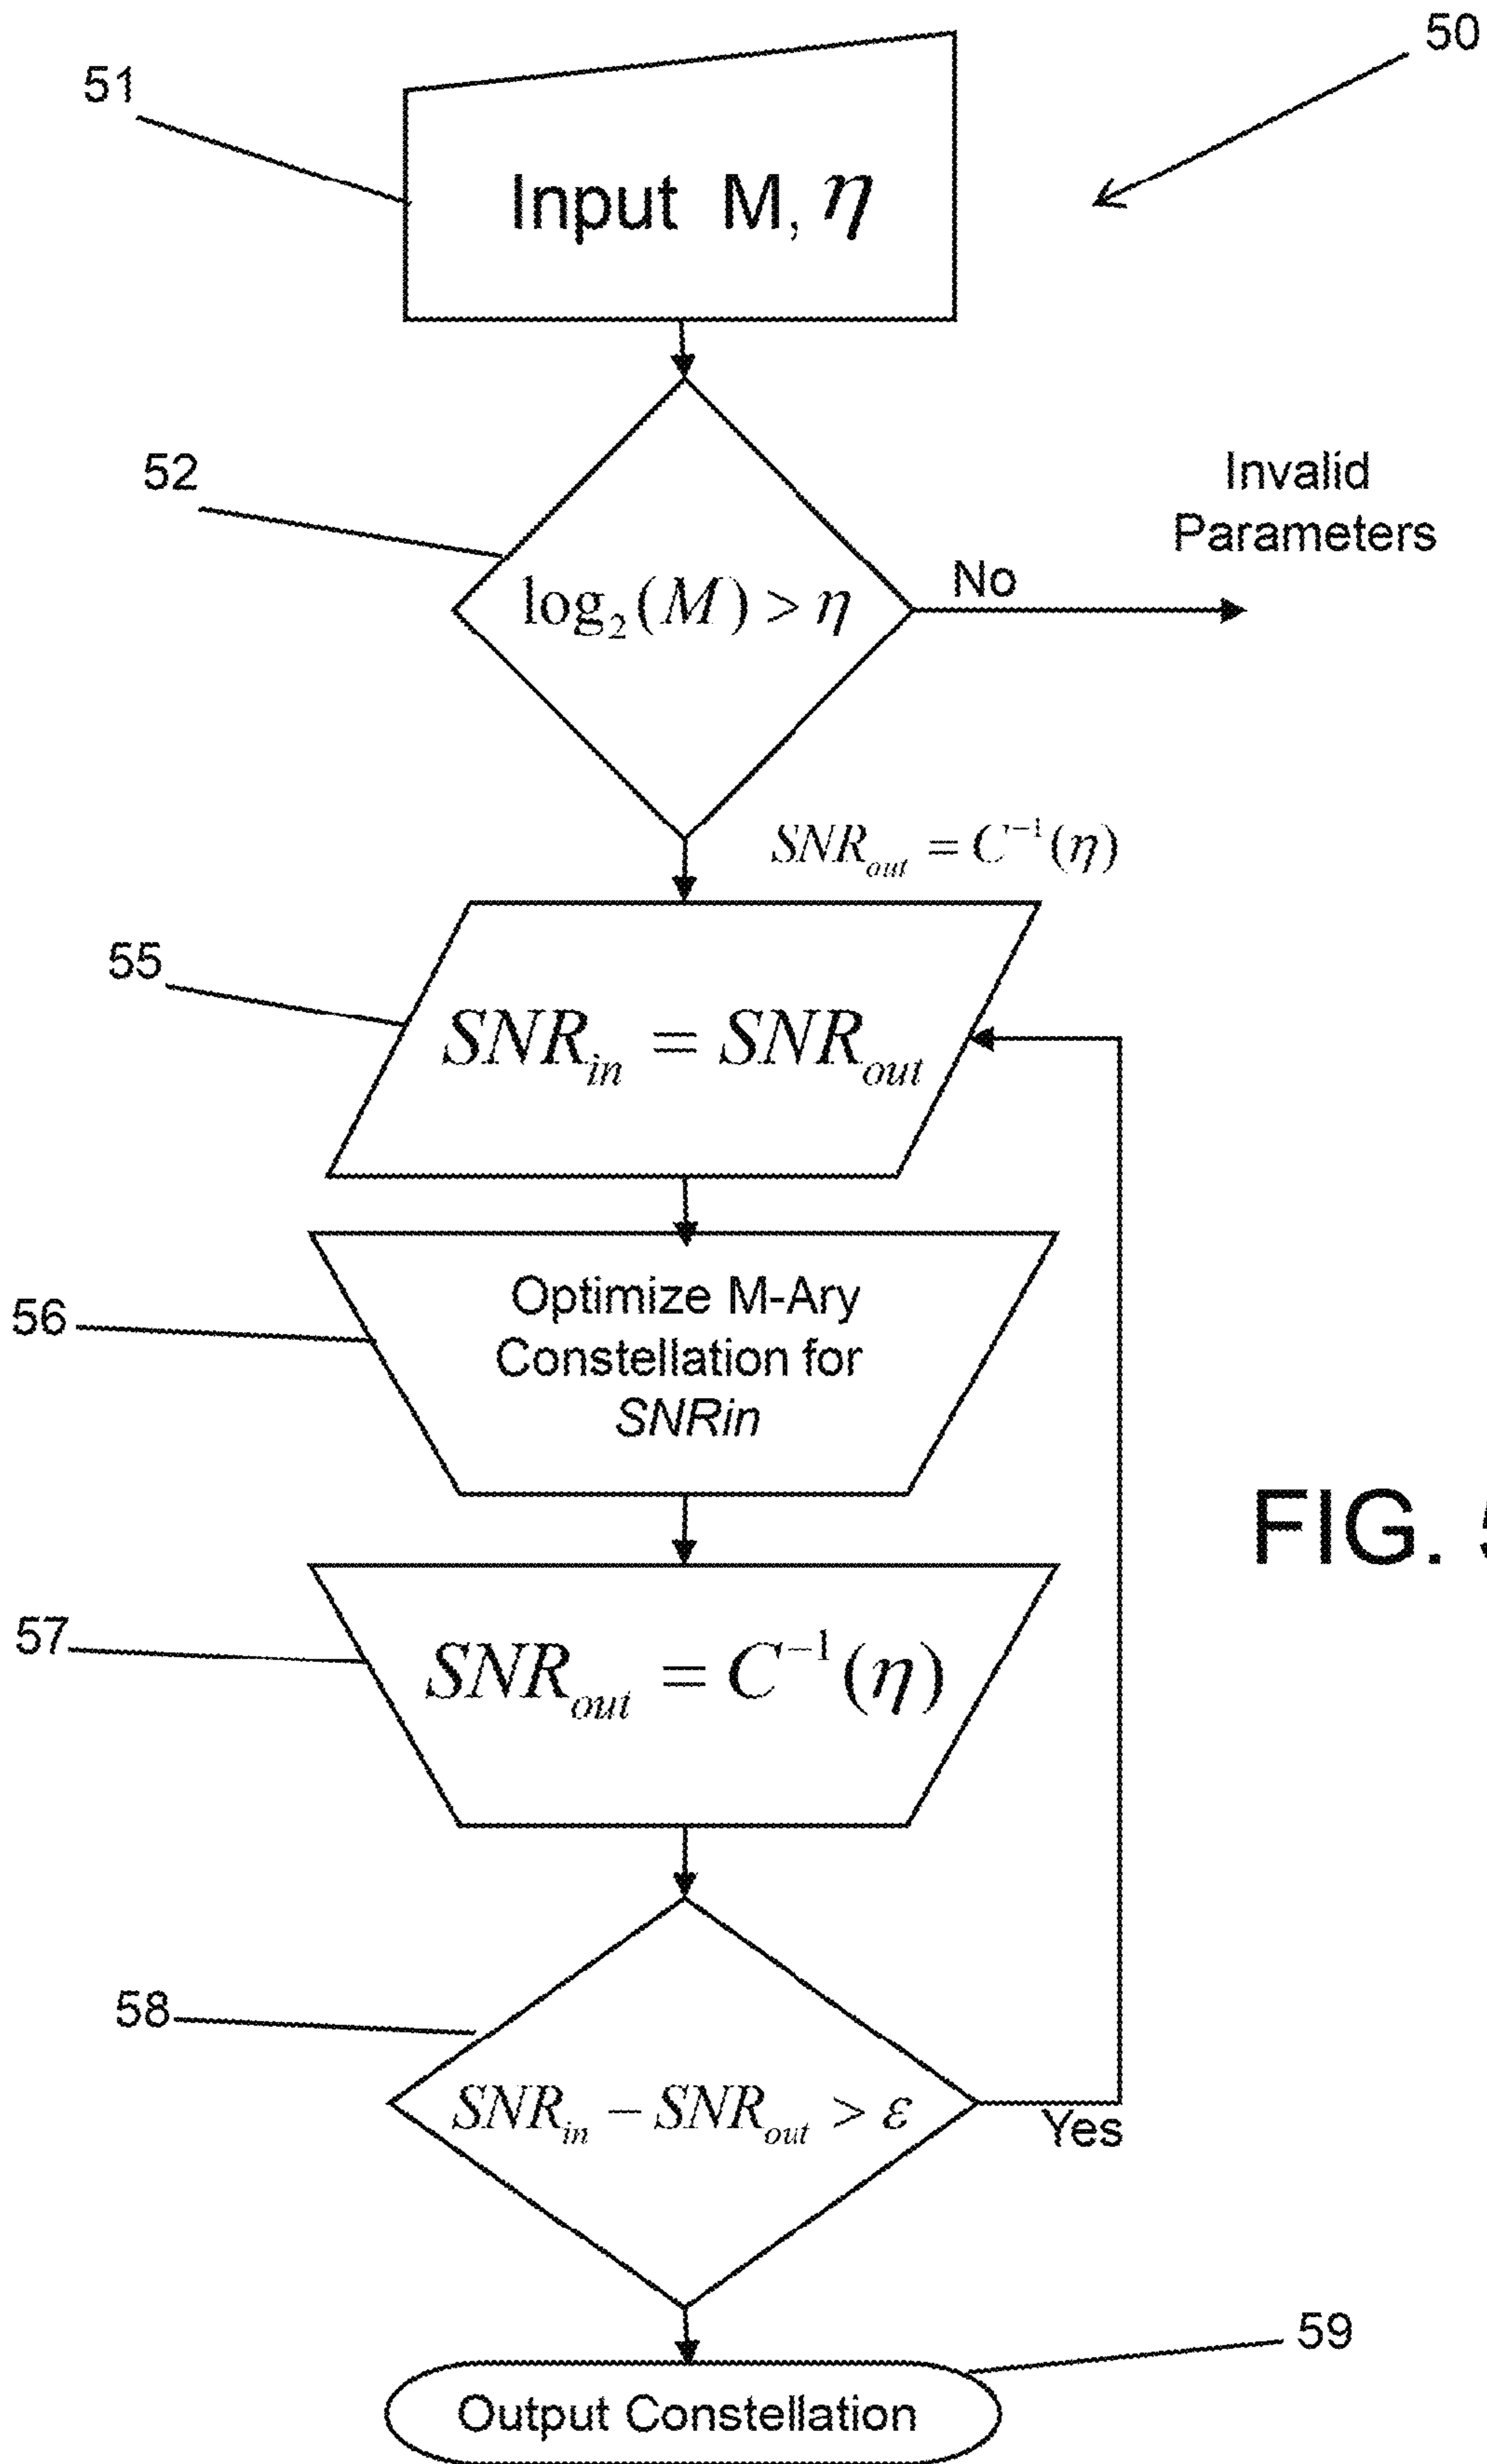 50
51
Input M, η
52
Invalid
Parameters
log₂(M) > η
No
SNR_out = C⁻¹(η)
55
SNR_in = SNR_out
56
Optimize M-Ary
Constellation for
SNRin
FIG. 5
57
SNR_out = C⁻¹(η)
58
SNR_in − SNR_out > ε
Yes
59
Output Constellation